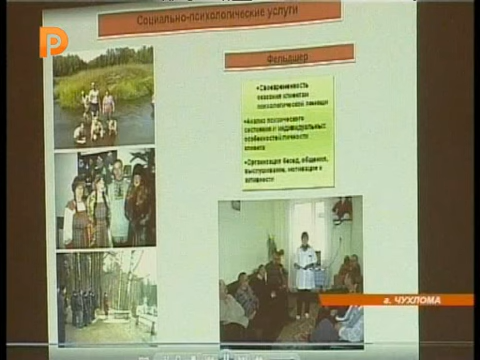 Р
Социально-психологические услуги
Фельдшер
•Своевременность
оказания клиентам
психологической помощи
•Анализ психического
состояния и индивидуальных
особенностей личности
клиента
•Организация бесед, общения,
выслушивание, мотивация к
активности
г. ЧУХЛОМА